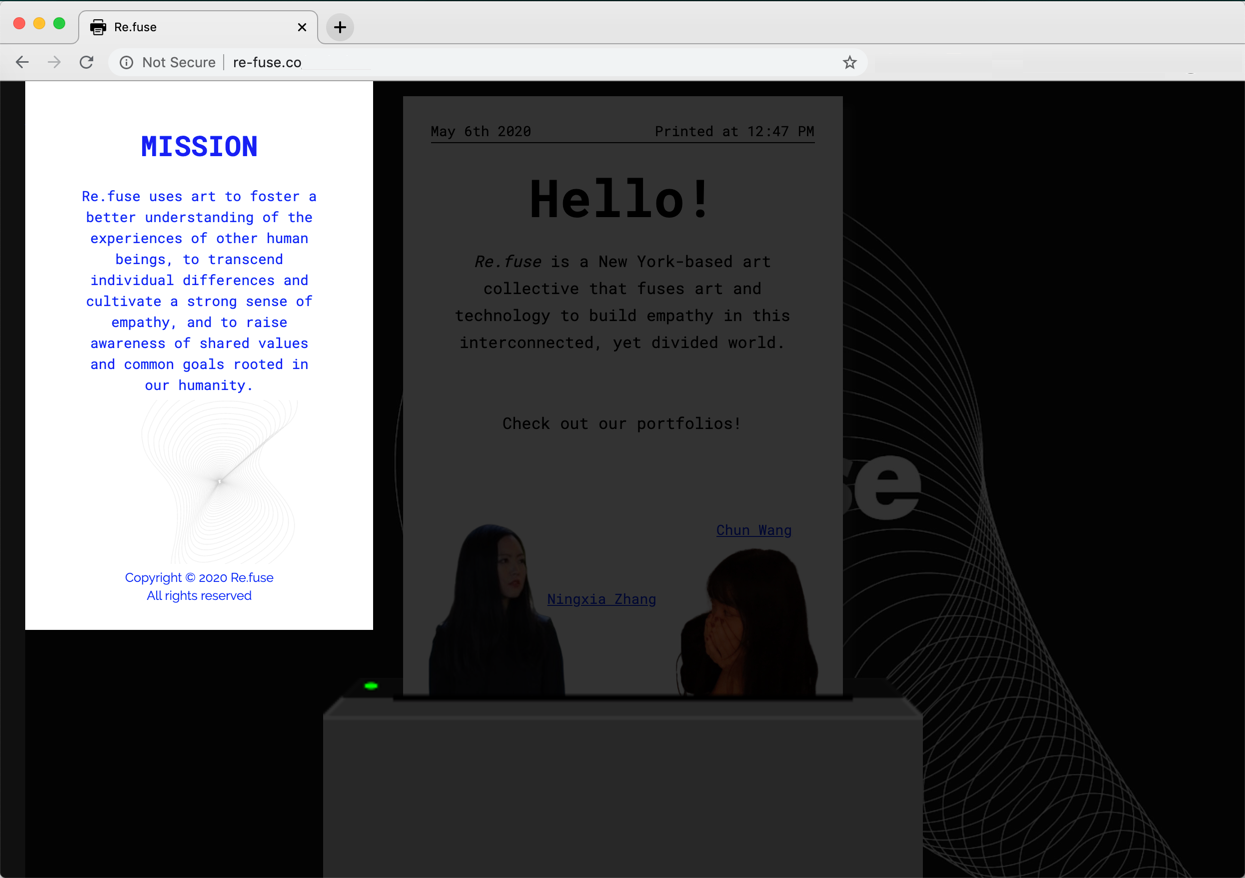 Re.fuse
Not Secure
re-fuse.co
MISSION
Re.fuse uses art to foster a
better understanding of the
experiences of other human
beings, to transcend
individual differences and
cultivate a strong sense of
empathy, and to raise
awareness of shared values
and common goals rooted in
our humanity.
Copyright © 2020 Re.fuse
All rights reserved
May 6th 2020 Printed at 12:47 PM
Hello!
Re.fuse is a New York-based art
collective that fuses art and
technology to build empathy in this
interconnected, yet divided world.
Check out our portfolios!
Chun Wang
Ningxia Zhang
se